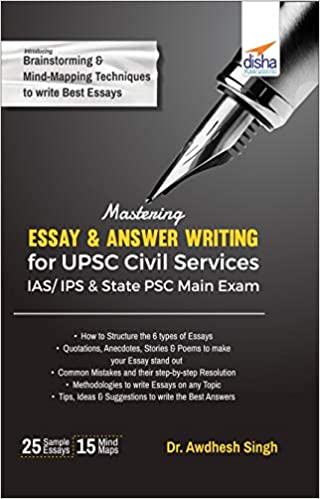 Introducing
Brainstorming &
Mind-Mapping Techniques
to write Best Essays
disha
Mastering
ESSAY & ANSWER WRITING
for UPSC Civil Services
IAS/ IPS & State PSC Main Exam
• How to Structure the 6 types of Essays
• Quotations, Anecdotes, Stories & Poems to make
your Essay stand out
• Common Mistakes and their step-by-step Resolution
• Methodologies to write Essays on any Topic
• Tips, Ideas & Suggestions to write the Best Answers
25 Sample Essays 15 Mind Maps
Dr. Awdhesh Singh